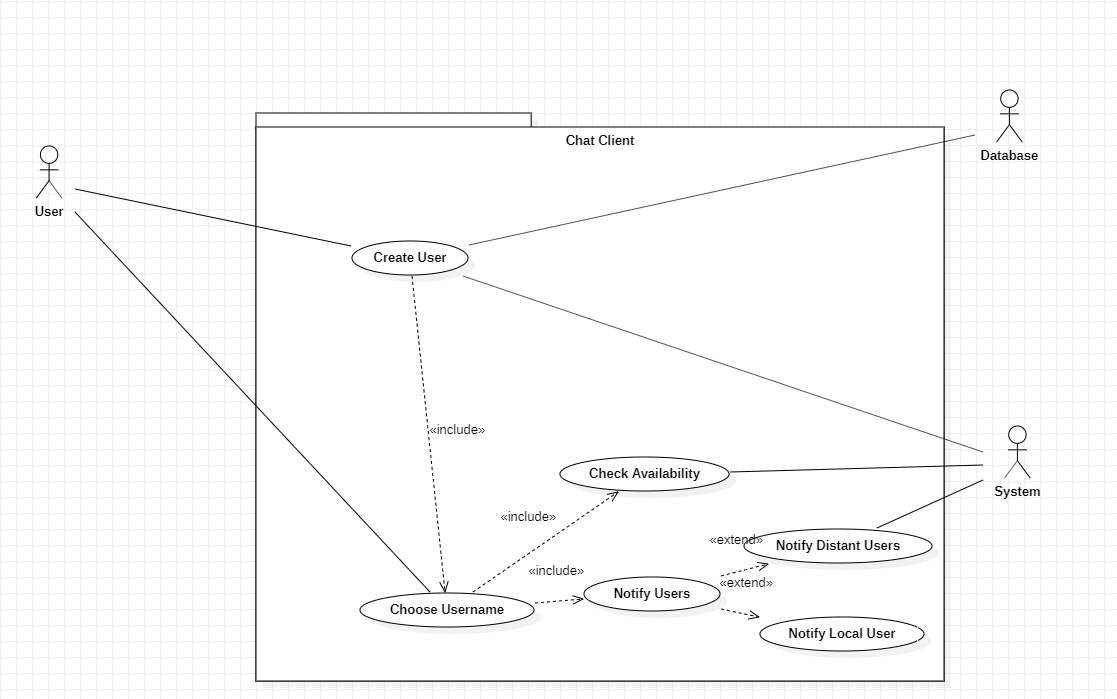 Chat Client
Database
User
Create User
«include»
Check Availability
System
«include»
«extend»
Notify Distant Users
«include»
«extend»
Notify Users
Choose Username
Notify Local User